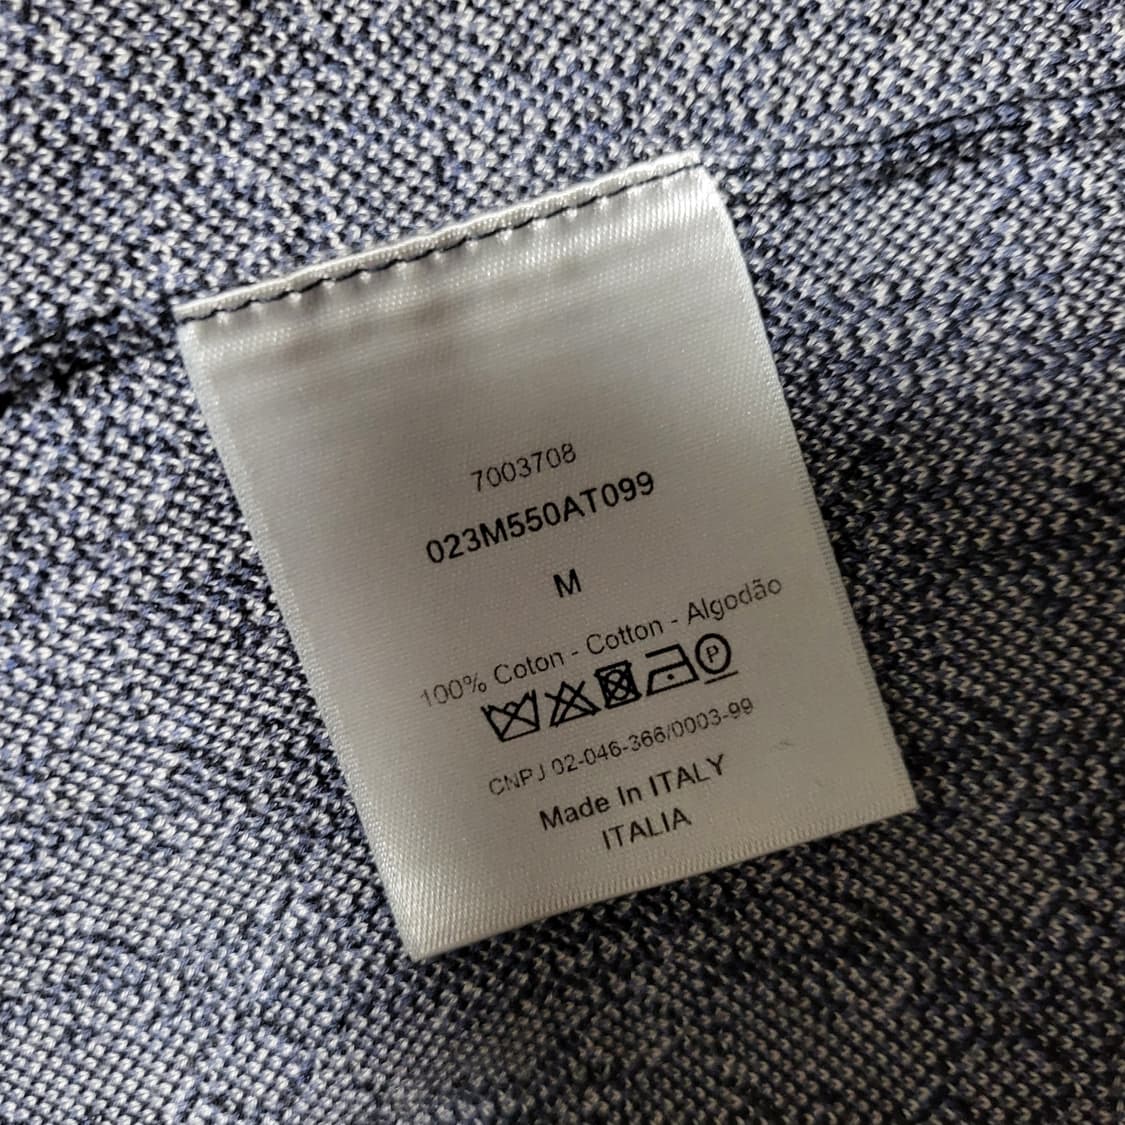 7003708
023M550AT099
M
100% Coton - Cotton - Algodão
P
CNPJ 02-046-366/0003-99
Made In ITALY
ITALIA